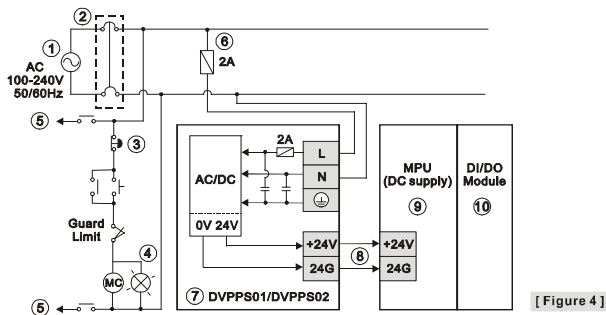 ②
①
AC
100-240V
50/60Hz
⑥
2A
⑤
③
Guard
Limit
④
MC
⑤
AC/DC
0V 24V
2A
L
N
+24V
24G
⑦ DVPPS01/DVPPS02
⑧
MPU
(DC supply)
⑨
+24V
24G
DI/DO
Module
⑩
[ Figure 4 ]